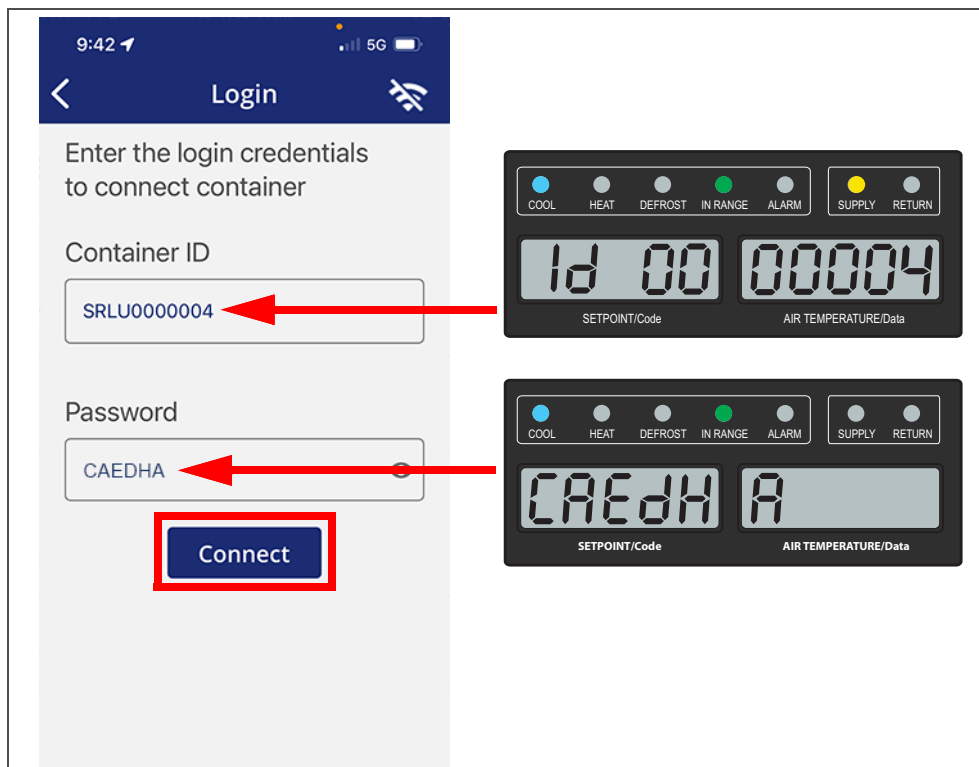 9:42
5G
Login
Enter the login credentials
to connect container
Container ID
SRLU0000004
Password
CAEDHA
Connect
COOL HEAT DEFROST IN RANGE ALARM SUPPLY RETURN
Id 00 00004
SETPOINT/Code AIR TEMPERATURE/Data
COOL HEAT DEFROST IN RANGE ALARM SUPPLY RETURN
CAEdH A
SETPOINT/Code AIR TEMPERATURE/Data